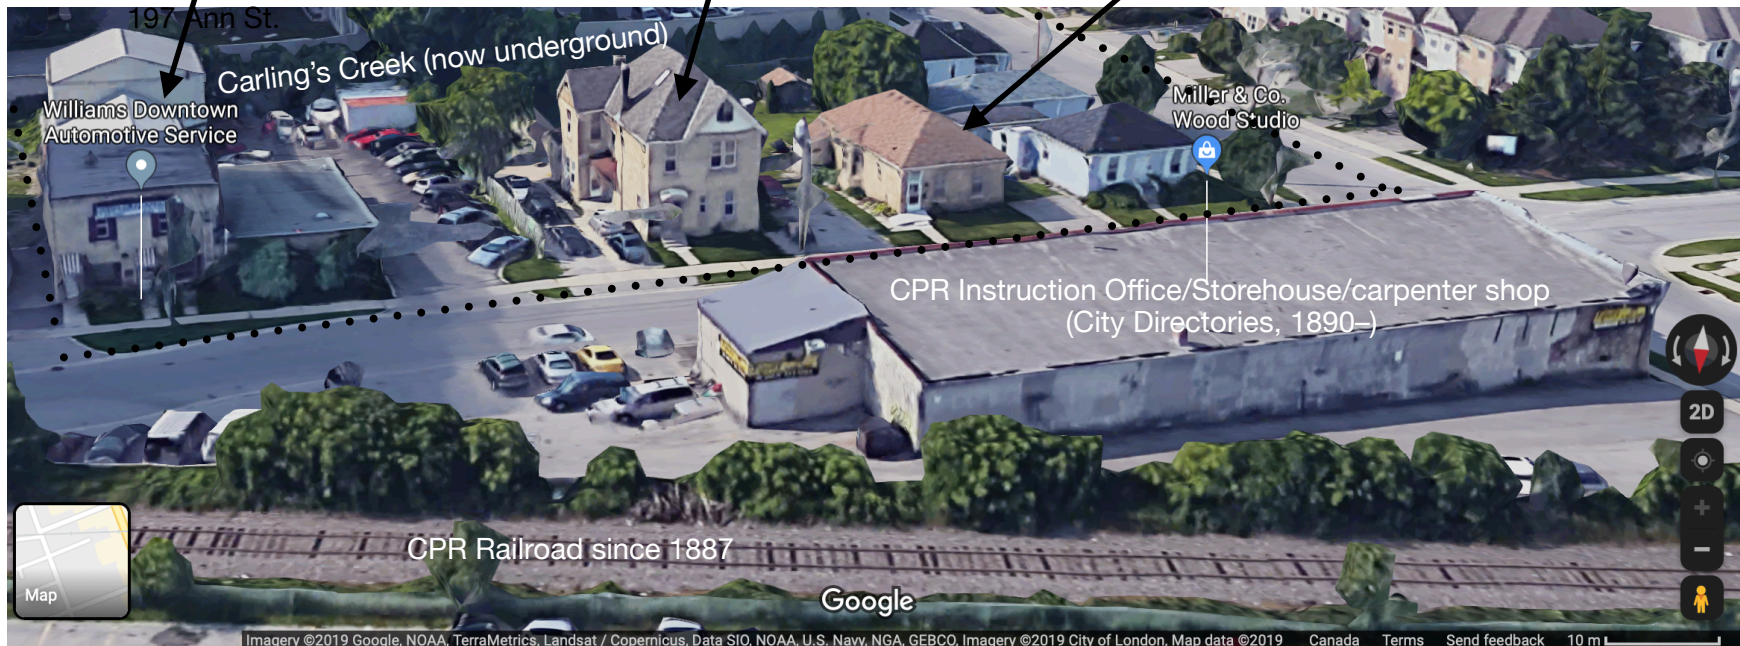 197 Ann St.
Carling's Creek (now underground)
Williams Downtown
Automotive Service
Miller & Co.
Wood Studio
CPR Instruction Office/Storehouse/carpenter shop
(City Directories, 1890–)
2D
CPR Railroad since 1887
Map
Google
Imagery ©2019 Google, NOAA, TerraMetrics, Landsat / Copernicus, Data SIO, NOAA, U.S. Navy, NGA, GEBCO, Imagery ©2019 City of London, Map data ©2019 Canada Terms Send feedback 10 m